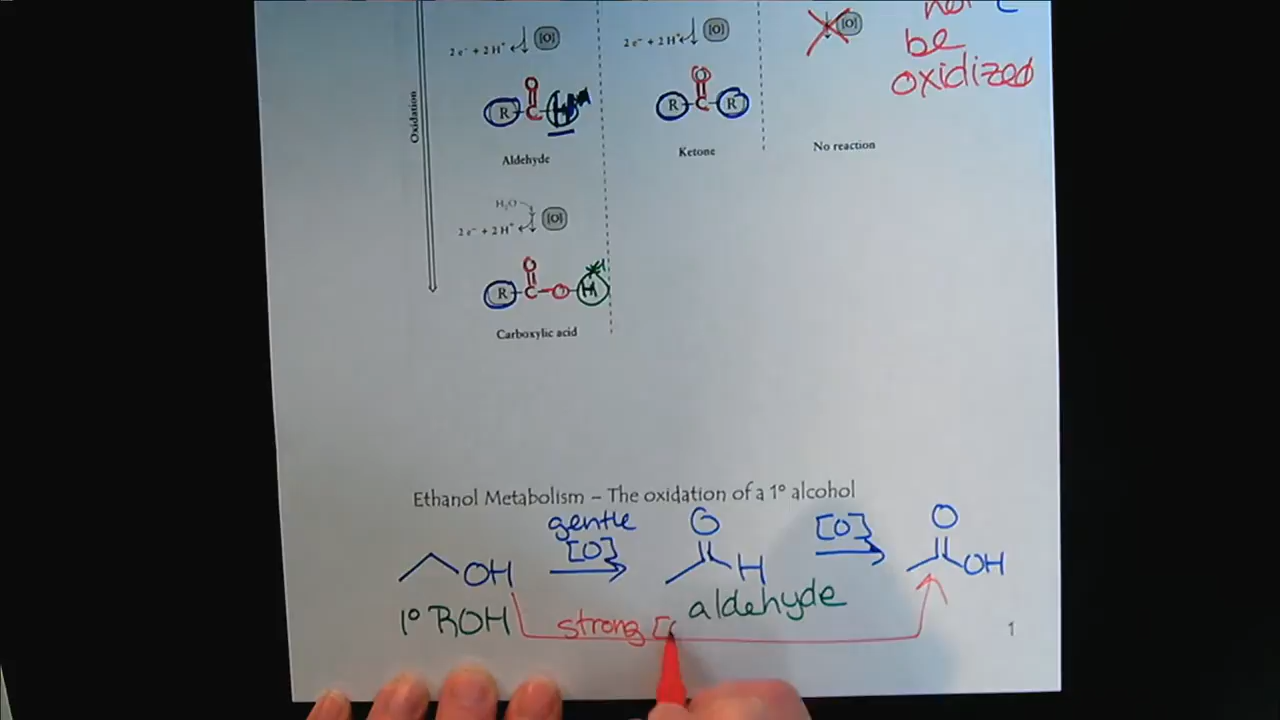 not C
be
oxidized
2 e⁻ + 2 H⁺ [O]
2 e⁻ + 2 H⁺ [O]
[O]
Oxidation
O
R C H
O
R C R
Aldehyde
Ketone
No reaction
H₂O
2 e⁻ + 2 H⁺ [O]
O
R C O H
Carboxylic acid
Ethanol Metabolism – The oxidation of a 1° alcohol
gentle
[O]
OH
O
H
[O]
O
OH
1° ROH
strong [O
aldehyde
1